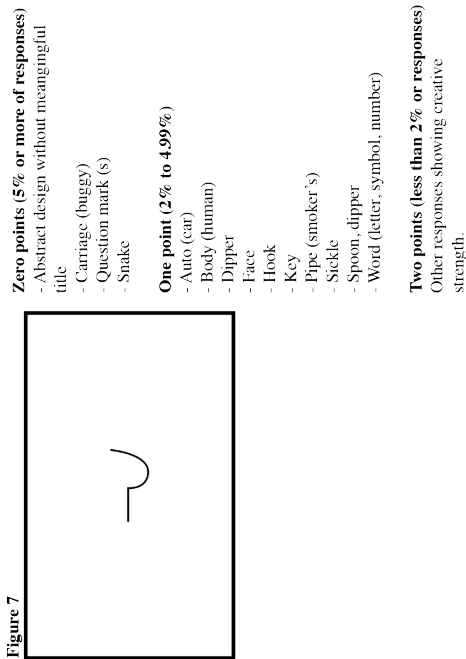 Figure 7
Zero points (5% or more of responses)
- Abstract design without meangingful
title
- Carriage (buggy)
- Question mark (s)
- Snake
One point (2% to 4.99%)
- Auto (car)
- Body (human)
- Dipper
- Face
- Hook
- Key
- Pipe (smoker's)
- Sickle
- Spoon, dipper
- Word (letter, symbol, number)
Two points (less than 2% or responses)
Other responses showing creative
strength.